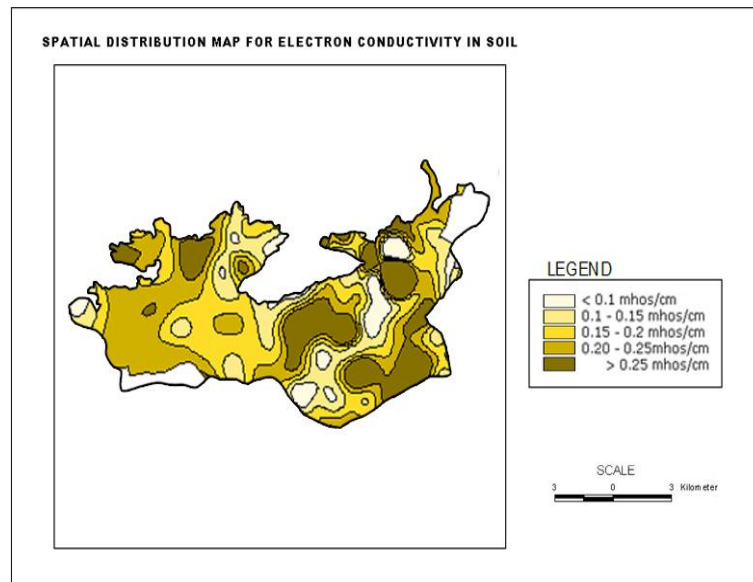 SPATIAL DISTRIBUTION MAP FOR ELECTRON CONDUCTIVITY IN SOIL
LEGEND
< 0.1 mhos/cm
0.1 - 0.15 mhos/cm
0.15 - 0.2 mhos/cm
0.20 - 0.25mhos/cm
> 0.25 mhos/cm
SCALE
3 0 3 Kilometer